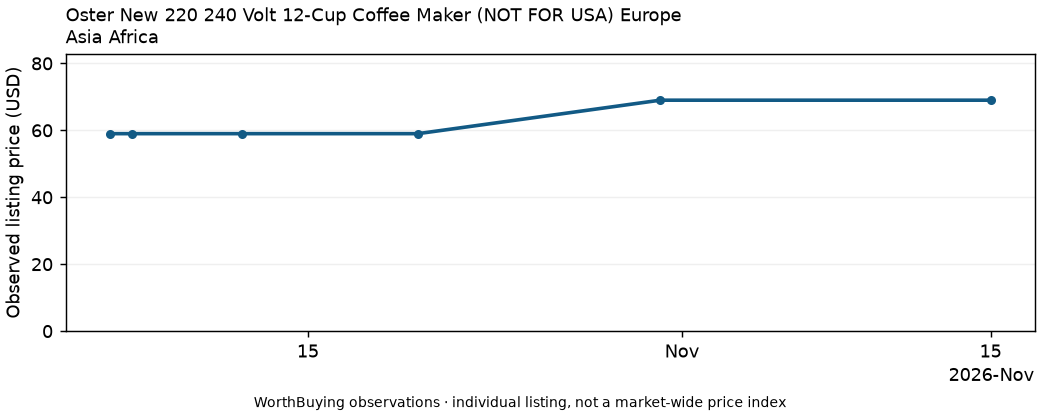 Oster New 220 240 Volt 12-Cup Coffee Maker (NOT FOR USA) Europe
Asia Africa
Observed listing price (USD)
80
60
40
20
0
15
Nov
15
2026-Nov
WorthBuying observations · individual listing, not a market-wide price index